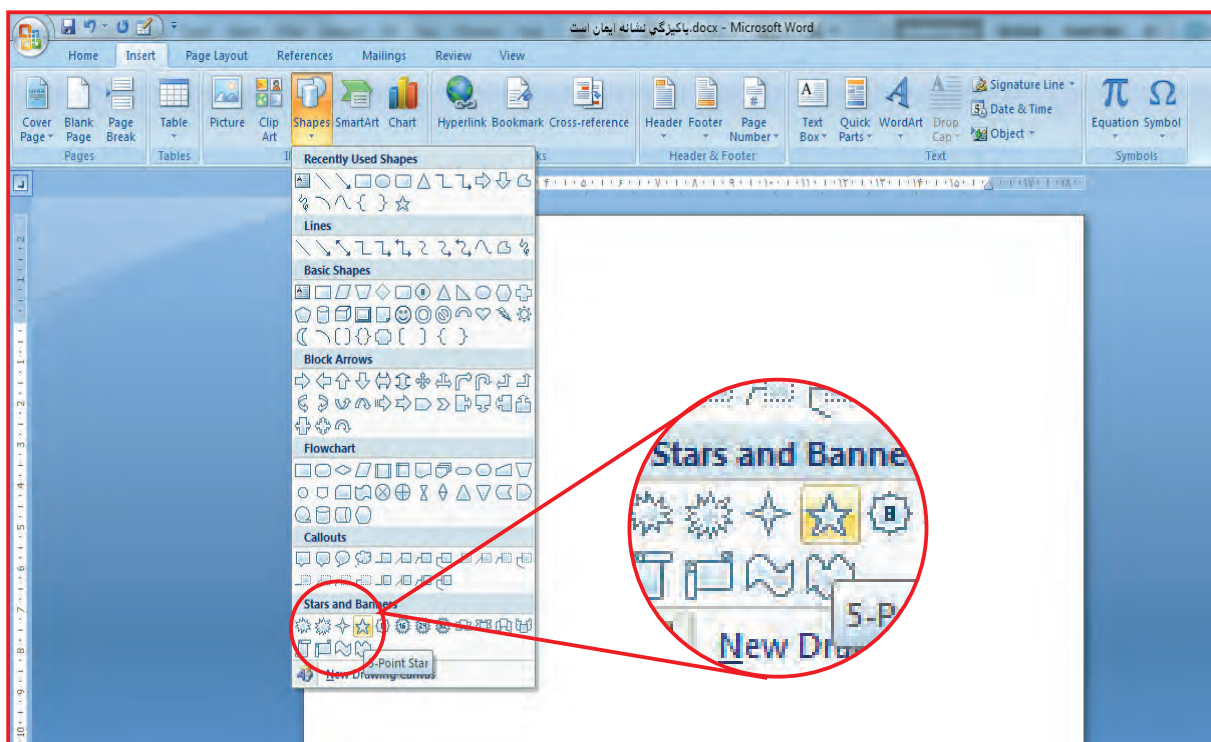 پاکیزگی نشانه ایمان است.docx - Microsoft Word
Home Insert Page Layout References Mailings Review View
Cover Page
Blank Page
Page Break
Table
Picture
Clip Art
Shapes
SmartArt
Chart
Hyperlink
Bookmark
Cross-reference
Header
Footer
Page Number
Text Box
Quick Parts
WordArt
Drop Cap
Signature Line
Date & Time
Object
Equation
Symbol
Pages
Tables
Header & Footer
Text
Symbols
Recently Used Shapes
Lines
Basic Shapes
Block Arrows
Flowchart
Callouts
Stars and Banners
5-Point Star
New Drawing Canvas
Stars and Banne
8
5-P
New Dra